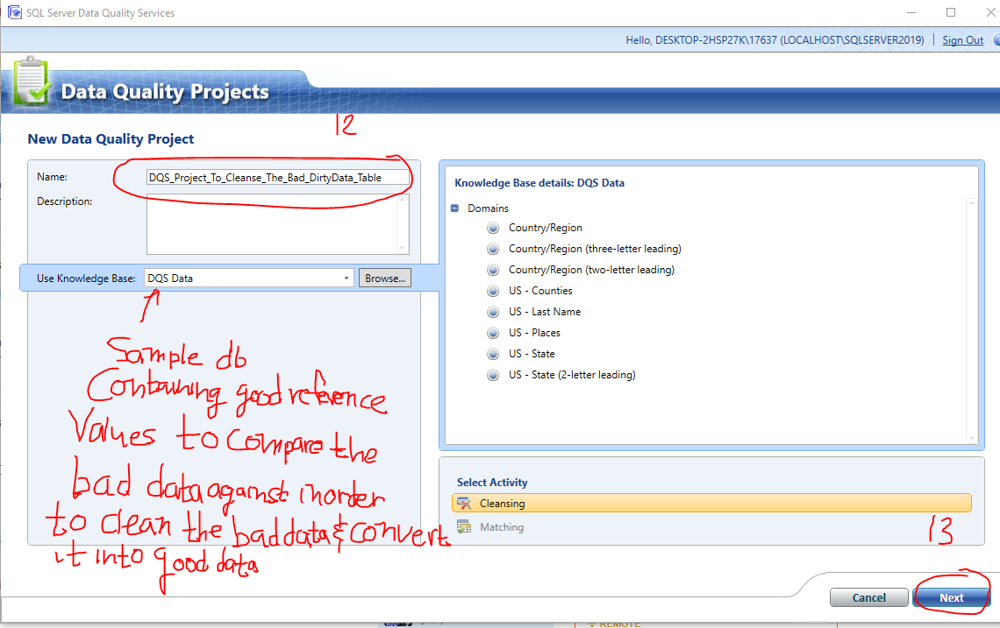 SQL Server Data Quality Services
Hello, DESKTOP-2HSP27K\17637 (LOCALHOST\SQLSERVER2019) | Sign Out
Data Quality Projects
12
New Data Quality Project
Name: DQS_Project_To_Cleanse_The_Bad_DirtyData_Table
Description:
Use Knowledge Base: DQS Data Browse...
Sample db
Containing good reference
Values to compare the
bad data against inorder
to clean the bad data & convert
it into good data
Knowledge Base details: DQS Data
Domains
Country/Region
Country/Region (three-letter leading)
Country/Region (two-letter leading)
US - Counties
US - Last Name
US - Places
US - State
US - State (2-letter leading)
Select Activity
Cleansing
Matching
13
Cancel Next
REMOTE